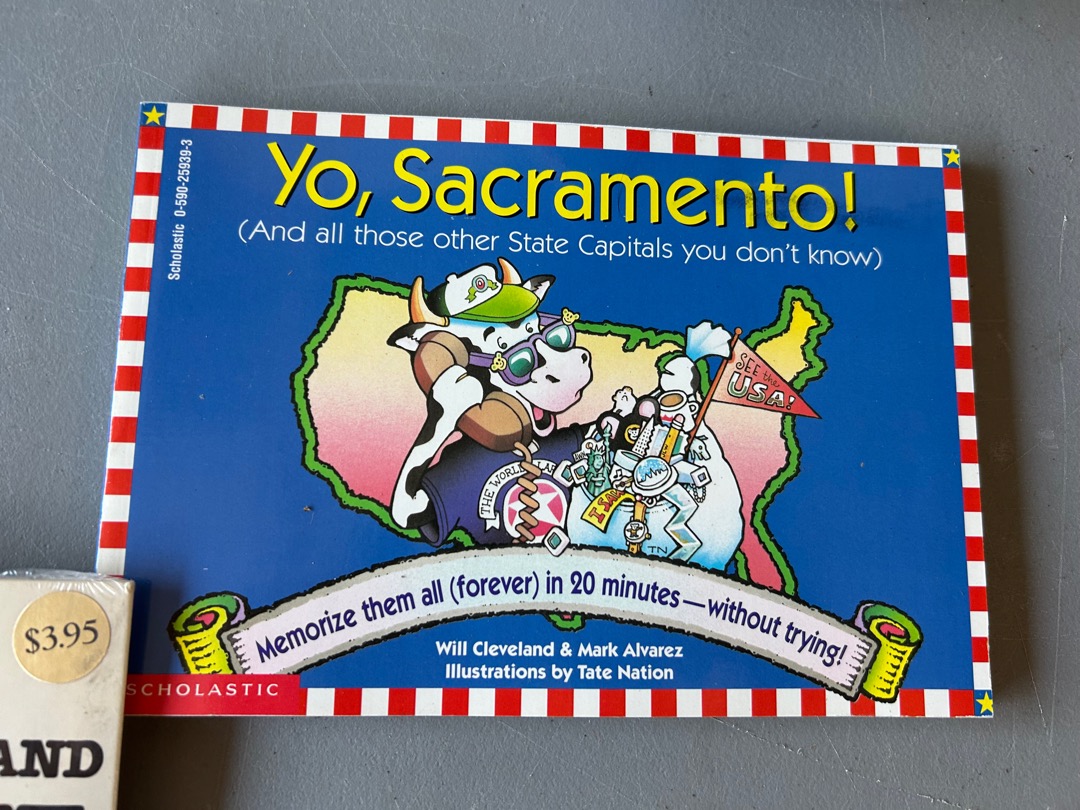 Scholastic 0-590-25939-3
Yo, Sacramento!
(And all those other State Capitals you don't know)
SEE the
USA!
THE WORLD
I SAW
TN
Memorize them all (forever) in 20 minutes—without trying!
Will Cleveland & Mark Alvarez
Illustrations by Tate Nation
SCHOLASTIC
$3.95
AND